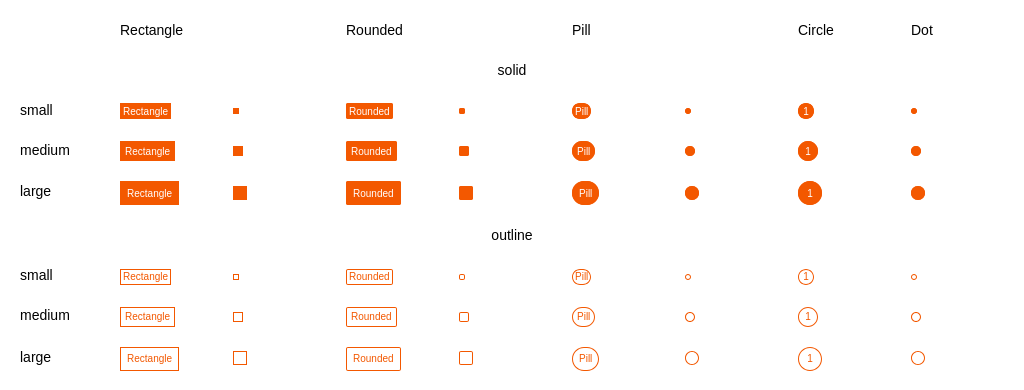 Rectangle Rounded Pill Circle Dot
solid
small Rectangle Rounded Pill 1
medium Rectangle Rounded Pill 1
large Rectangle Rounded Pill 1
outline
small Rectangle Rounded Pill 1
medium Rectangle Rounded Pill 1
large Rectangle Rounded Pill 1